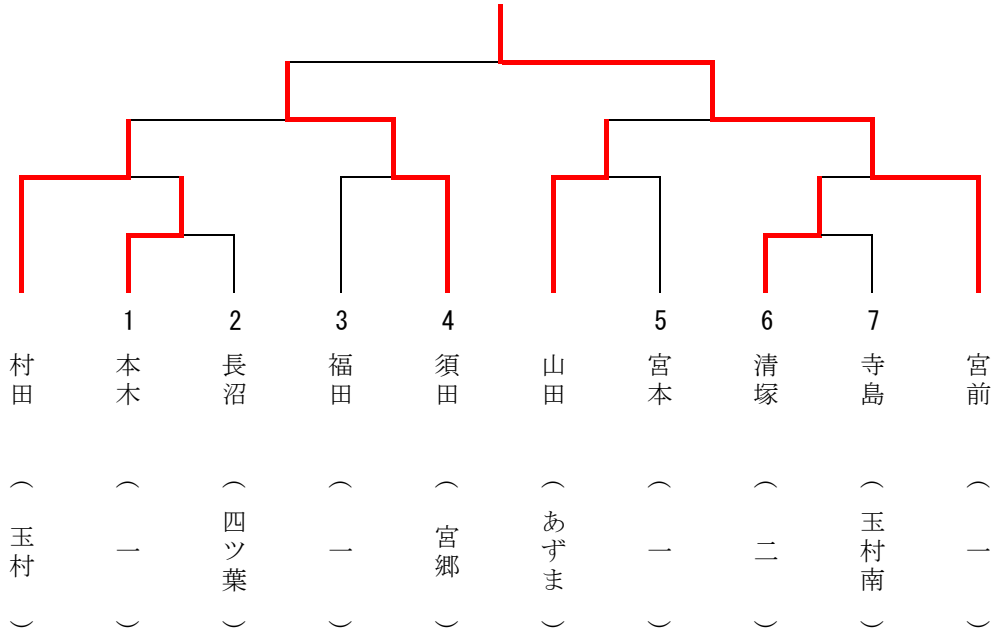 1 2 3 4 5 6 7
村田 本木 長沼 福田 須田 山田 宮本 清塚 寺島 宮前
（玉村） （一） （四ツ葉） （一） （宮郷） （あずま） （一） （二） （玉村南） （一）